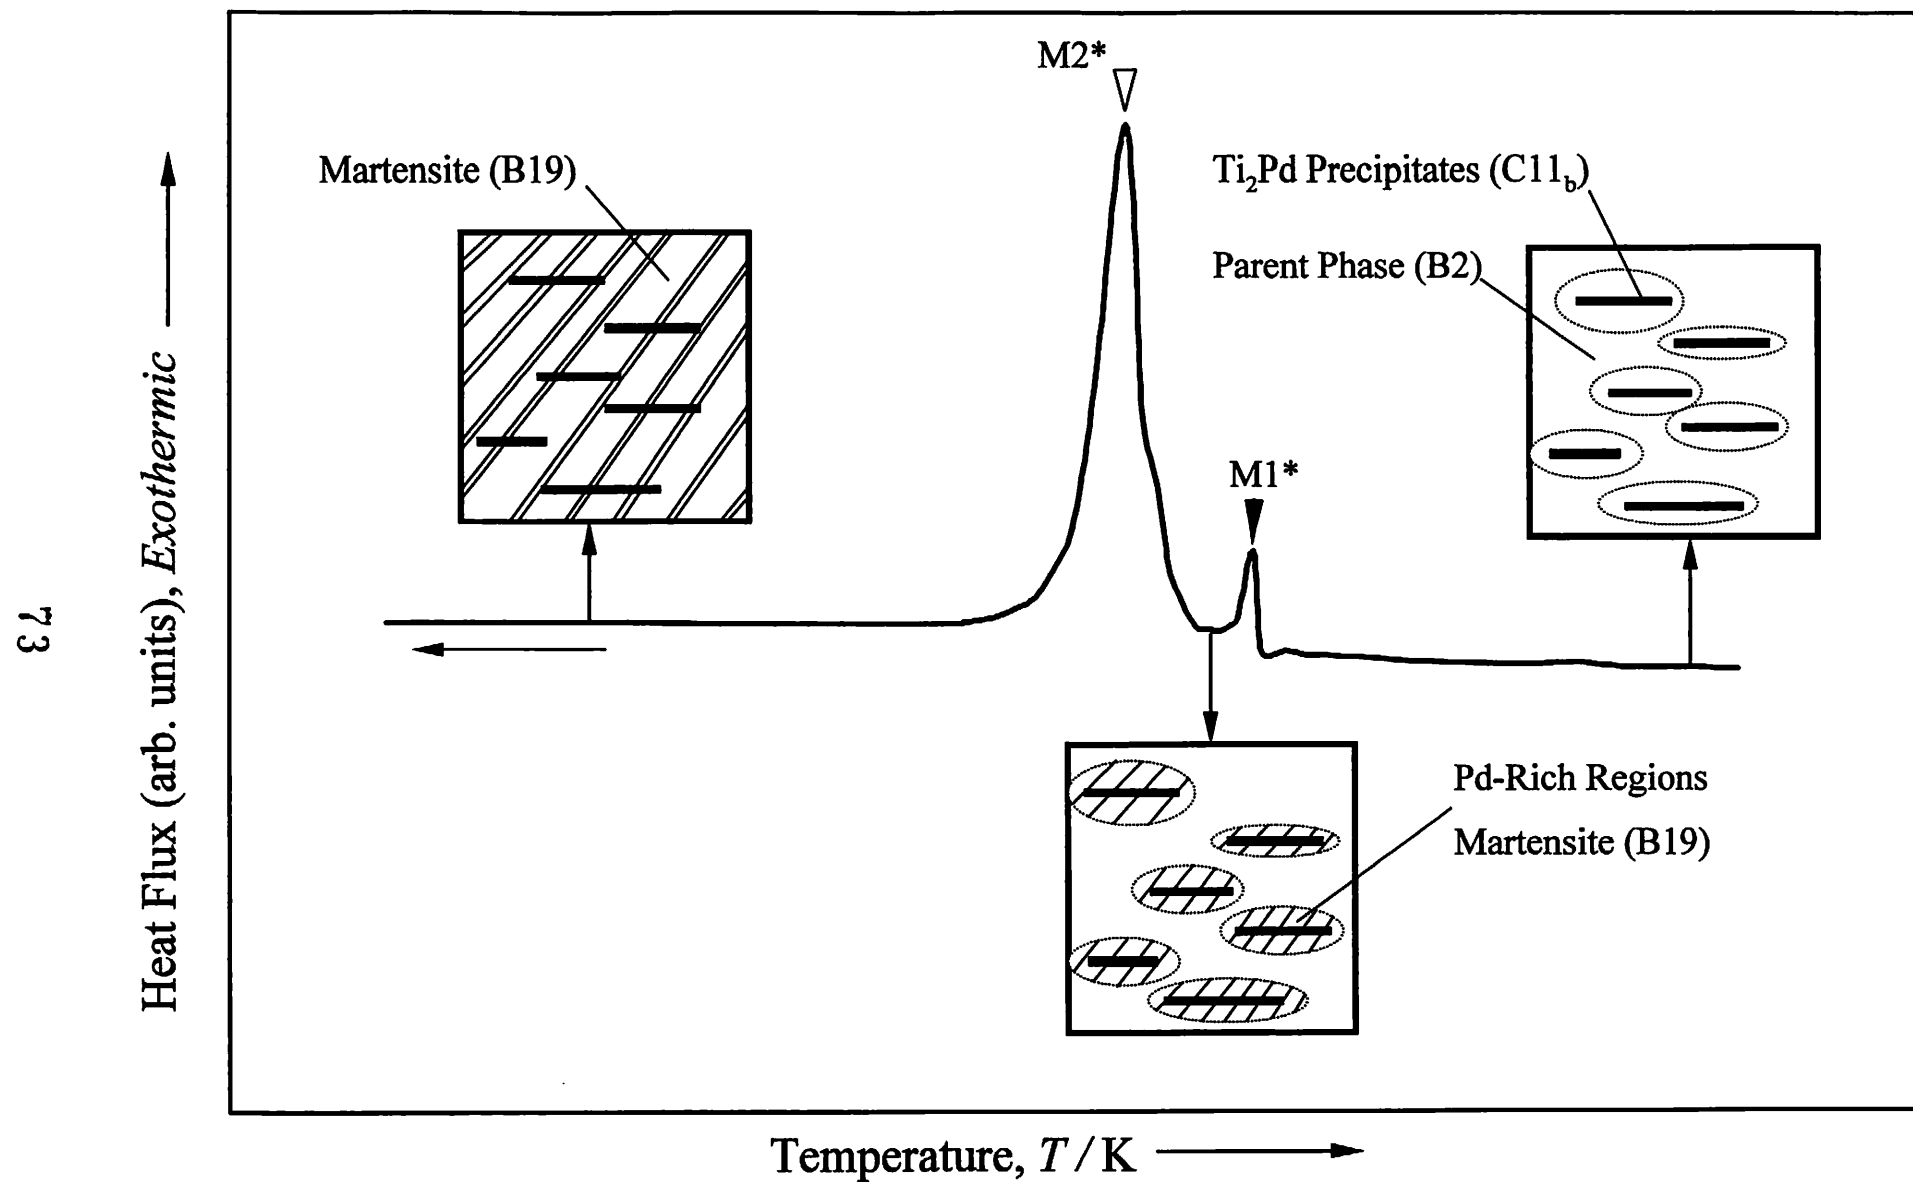 M2*
Martensite (B19)
Ti₂Pd Precipitates (C11b)
Parent Phase (B2)
M1*
Pd-Rich Regions
Martensite (B19)
Heat Flux (arb. units), Exothermic
73
Temperature, T / K